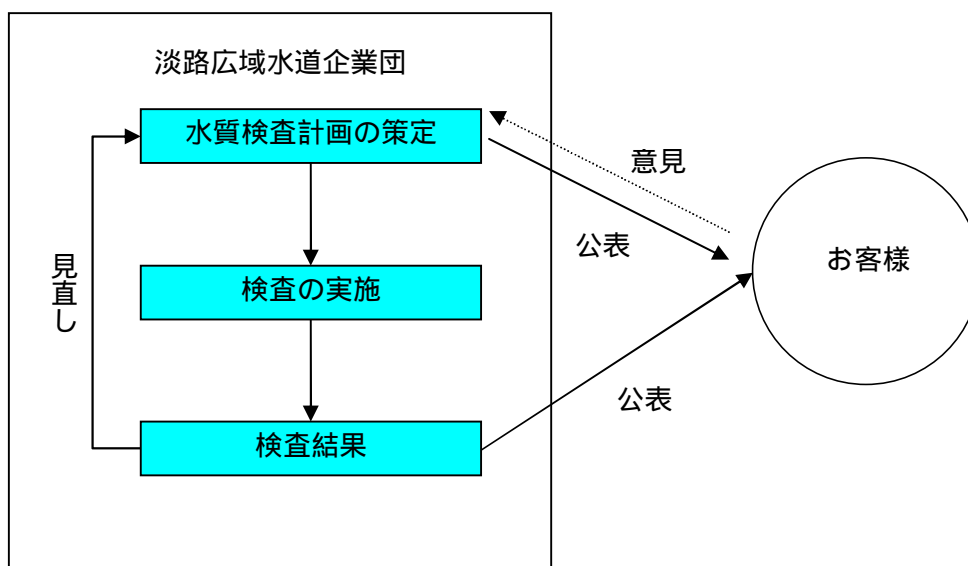 淡路広域水道企業団
水質検査計画の策定
意見
公表
お客様
見直し
検査の実施
公表
検査結果